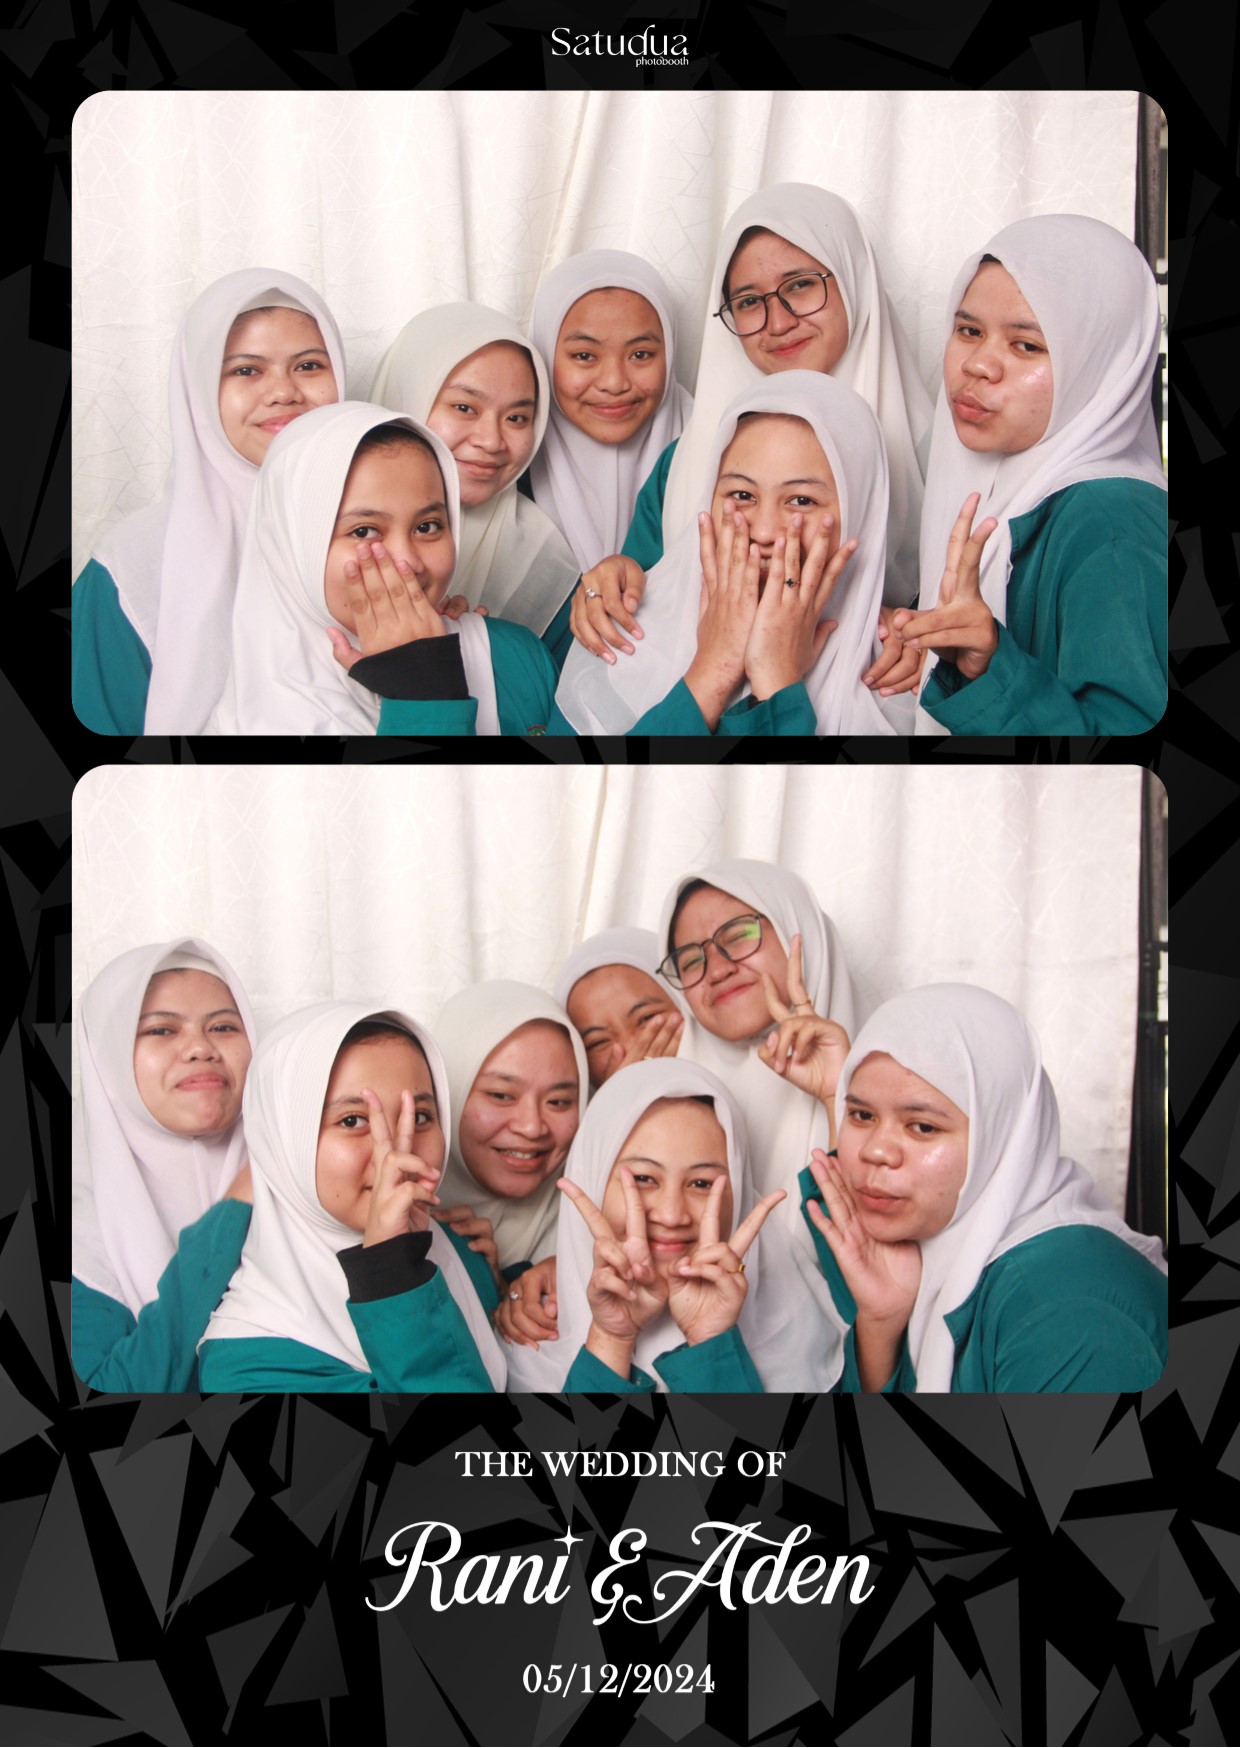 Satudua
photobooth
THE WEDDING OF
Rani & Aden
05/12/2024